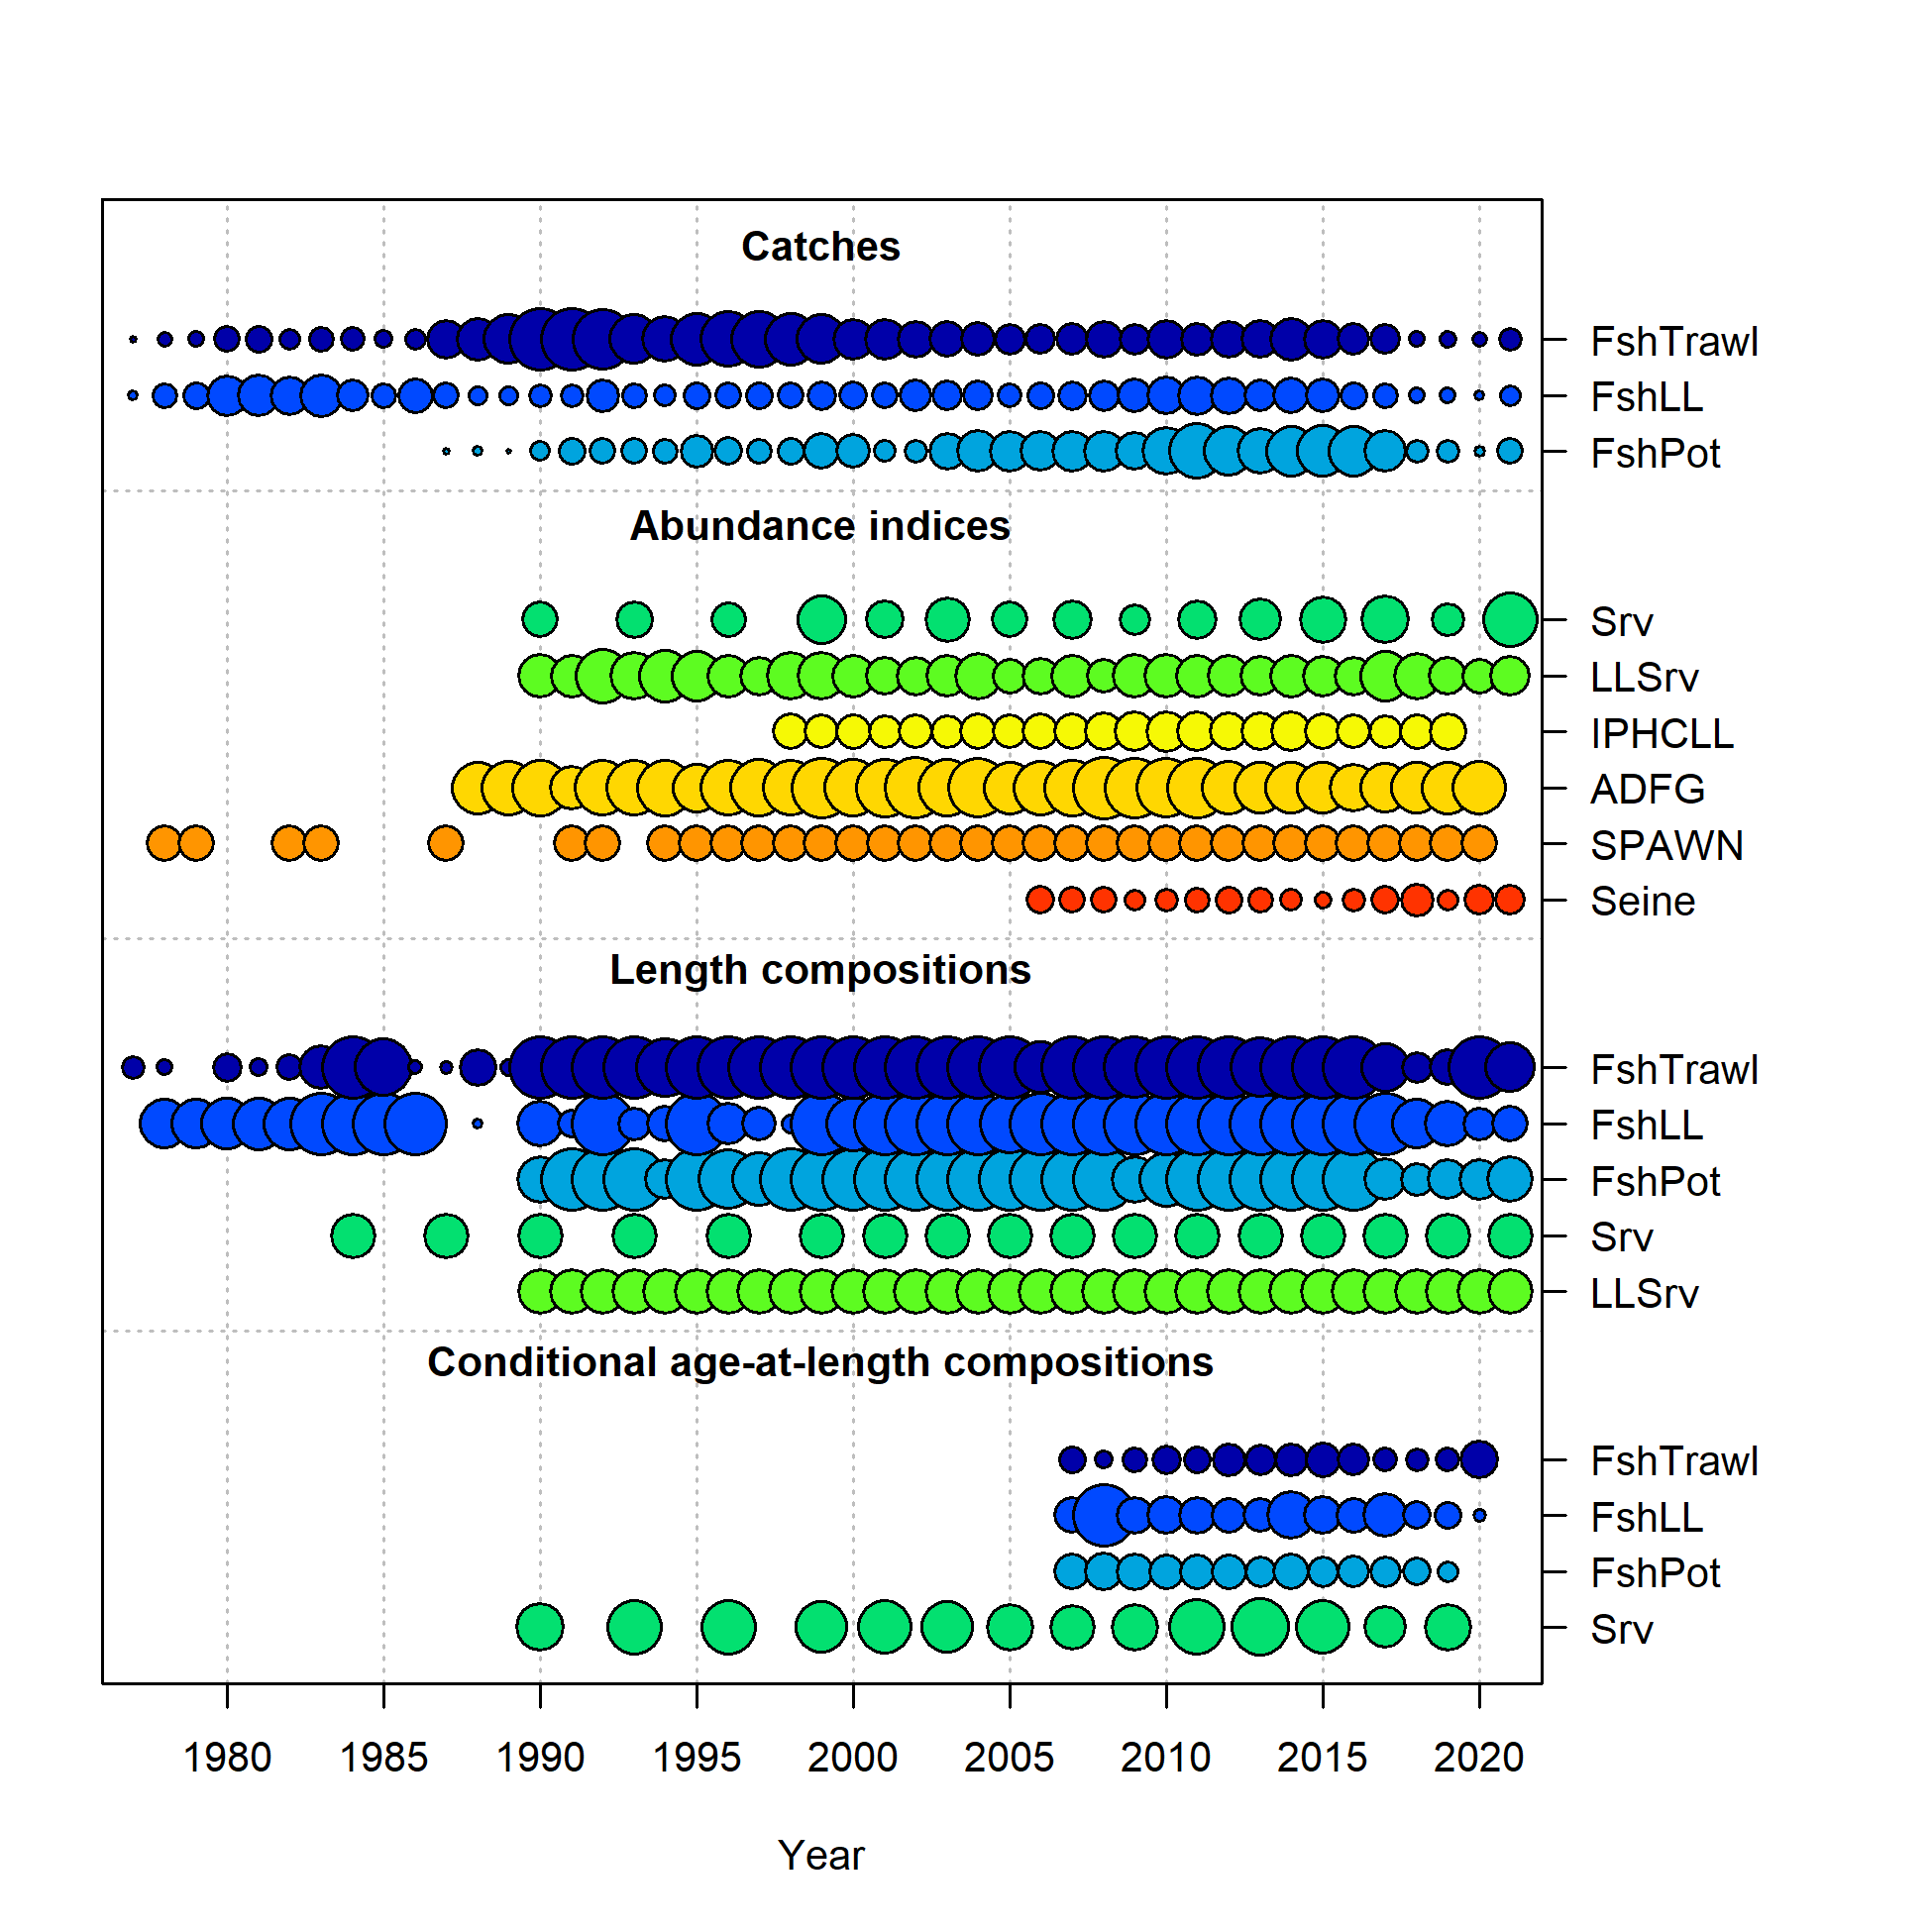 Catches
FshTrawl
FshLL
FshPot
Abundance indices
Srv
LLSrv
IPHCLL
ADFG
SPAWN
Seine
Length compositions
FshTrawl
FshLL
FshPot
Srv
LLSrv
Conditional age-at-length compositions
FshTrawl
FshLL
FshPot
Srv
1980 1985 1990 1995 2000 2005 2010 2015 2020
Year